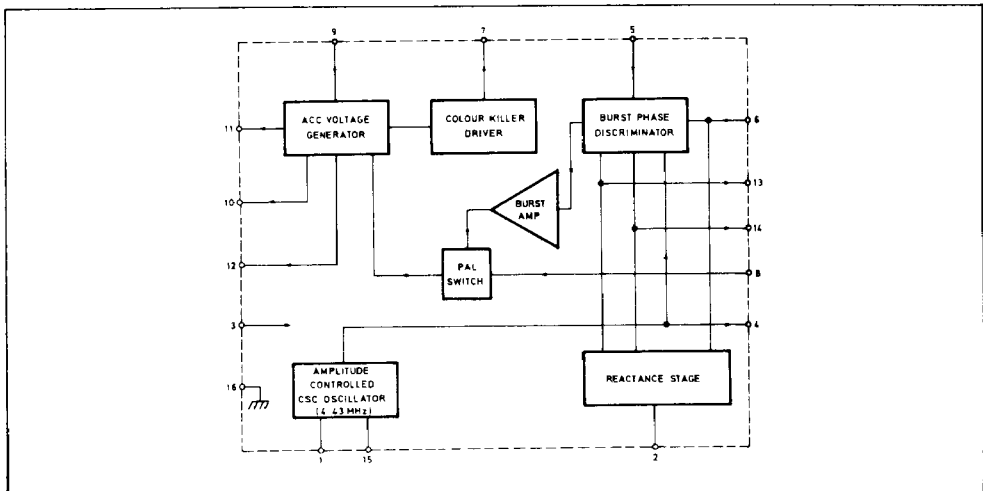 9
7
5
ACC VOLTAGE
GENERATOR
COLOUR KILLER
DRIVER
BURST PHASE
DISCRIMINATOR
11
6
13
BURST
AMP
10
14
PAL
SWITCH
12
8
3
4
AMPLITUDE
CONTROLLED
CSC OSCILLATOR
(4 43MHz)
REACTANCE STAGE
16
1
15
2